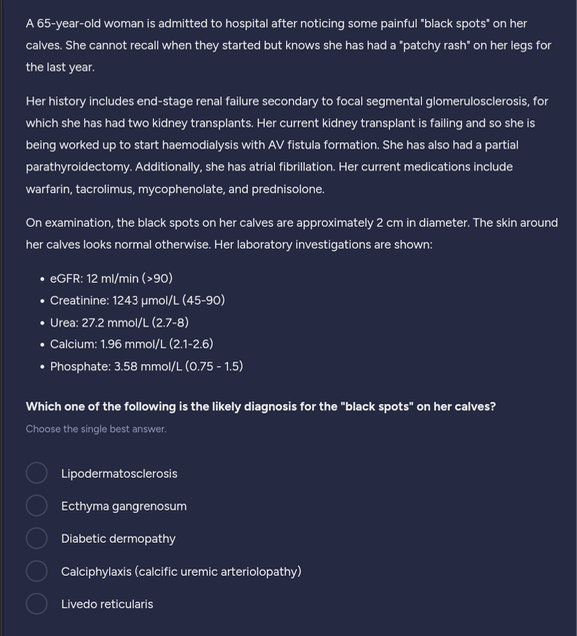 A 65-year-old woman is admitted to hospital after noticing some painful "black spots" on her
calves. She cannot recall when they started but knows she has had a "patchy rash" on her legs for
the last year.
Her history includes end-stage renal failure secondary to focal segmental glomerulosclerosis, for
which she has had two kidney transplants. Her current kidney transplant is failing and so she is
being worked up to start haemodialysis with AV fistula formation. She has also had a partial
parathyroidectomy. Additionally, she has atrial fibrillation. Her current medications include
warfarin, tacrolimus, mycophenolate, and prednisolone.
On examination, the black spots on her calves are approximately 2 cm in diameter. The skin around
her calves looks normal otherwise. Her laboratory investigations are shown:
• eGFR: 12 ml/min (>90)
• Creatinine: 1243 µmol/L (45-90)
• Urea: 27.2 mmol/L (2.7-8)
• Calcium: 1.96 mmol/L (2.1-2.6)
• Phosphate: 3.58 mmol/L (0.75 - 1.5)
Which one of the following is the likely diagnosis for the "black spots" on her calves?
Choose the single best answer.
Lipodermatosclerosis
Ecthyma gangrenosum
Diabetic dermopathy
Calciphylaxis (calcific uremic arteriolopathy)
Livedo reticularis